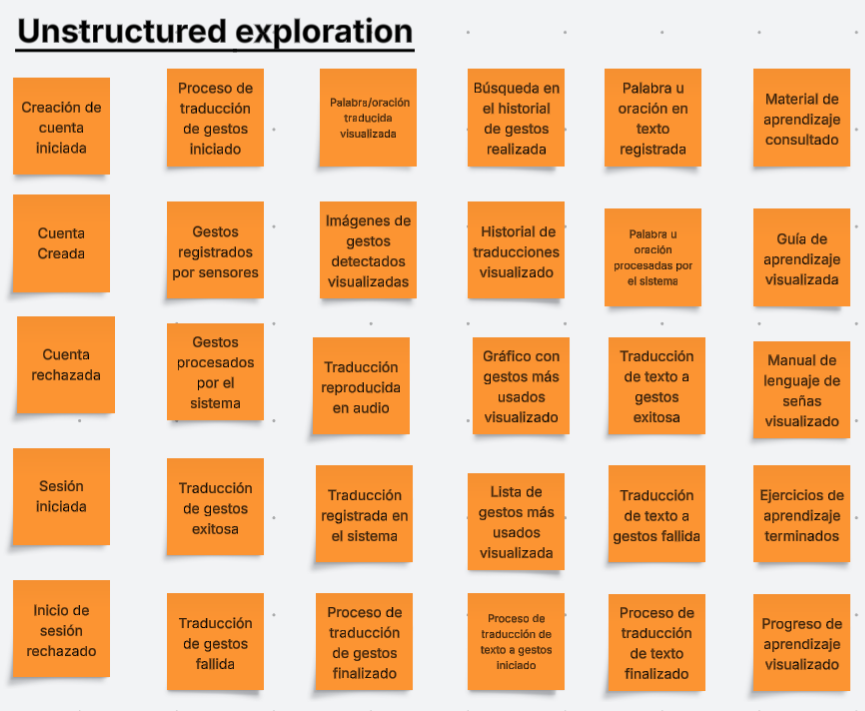 Unstructured exploration
Creación de
cuenta
iniciada
Proceso de
traducción
de gestos
iniciado
Palabra/oración
traducida
visualizada
Búsqueda en
el historial
de gestos
realizada
Palabra u
oración en
texto
registrada
Material de
aprendizaje
consultado
Cuenta
Creada
Gestos
registrados
por sensores
Imágenes de
gestos
detectados
visualizadas
Historial de
traducciones
visualizado
Palabra u
oración
procesadas por
el sistema
Guía de
aprendizaje
visualizada
Cuenta
rechazada
Gestos
procesados
por el
sistema
Traducción
reproducida
en audio
Gráfico con
gestos más
usados
visualizado
Traducción
de texto a
gestos
exitosa
Manual de
lenguaje de
señas
visualizado
Sesión
iniciada
Traducción
de gestos
exitosa
Traducción
registrada en
el sistema
Lista de
gestos más
usados
visualizada
Traducción
de texto a
gestos fallida
Ejercicios de
aprendizaje
terminados
Inicio de
sesión
rechazado
Traducción
de gestos
fallida
Proceso de
traducción
de gestos
finalizado
Proceso de
traducción de
texto a gestos
iniciado
Proceso de
traducción
de texto
finalizado
Progreso de
aprendizaje
visualizado